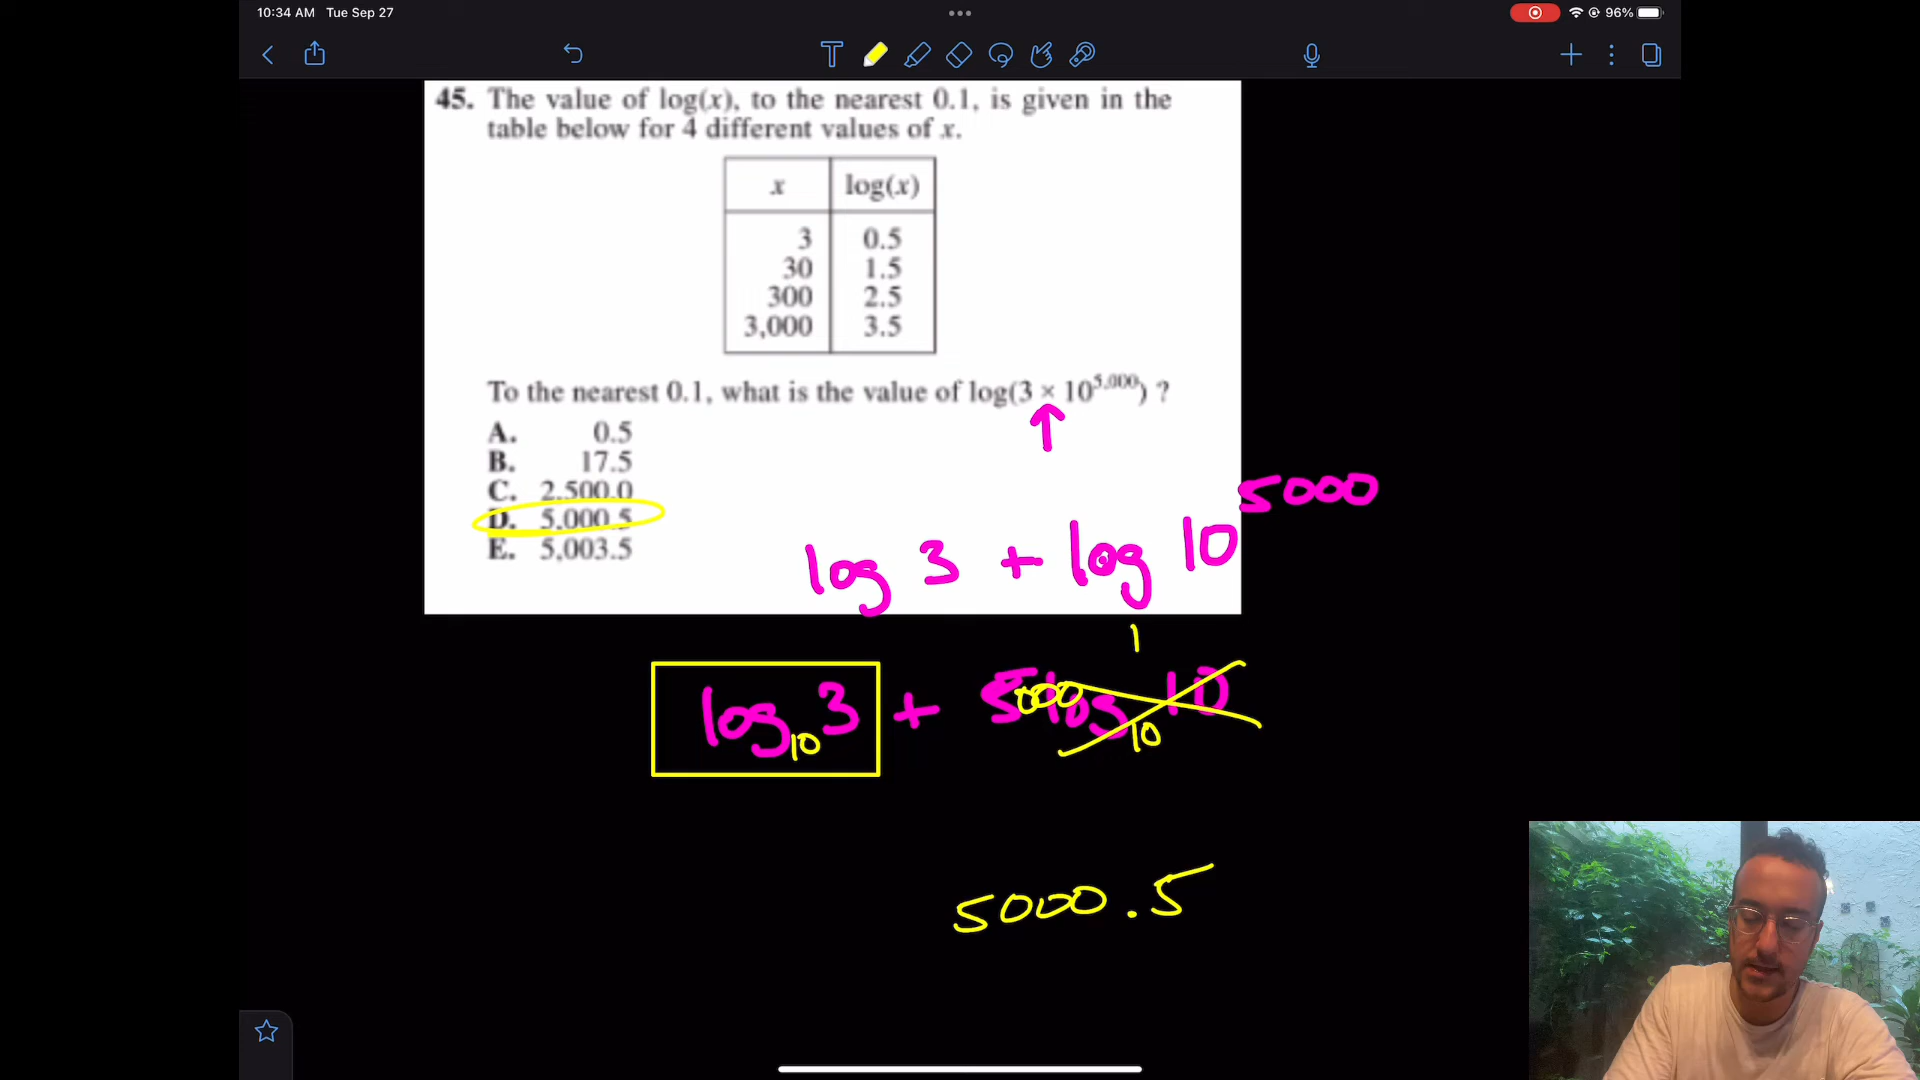 10:34 AM Tue Sep 27
96%
T
45. The value of log(x), to the nearest 0.1, is given in the
table below for 4 different values of x.
x log(x)
3 0.5
30 1.5
300 2.5
3,000 3.5
To the nearest 0.1, what is the value of log(3 × 10^5,000) ?
A. 0.5
B. 17.5
C. 2,500.0
D. 5,000.5
E. 5,003.5
log 3 + log 10^5000
1
log₁₀ 3 + 5000 log₁₀ 10
5000.5